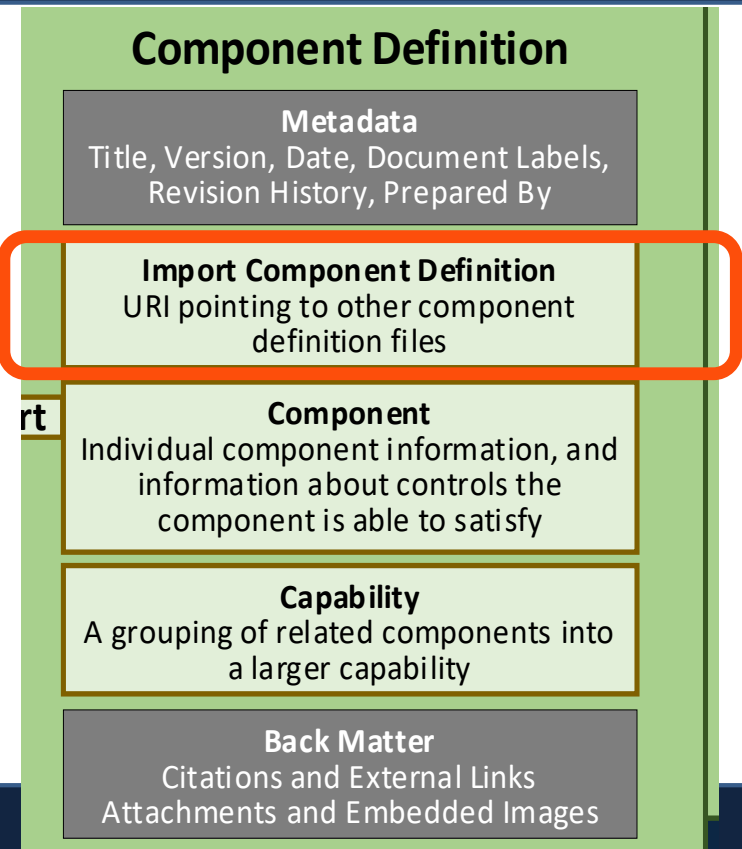 Component Definition
Metadata
Title, Version, Date, Document Labels,
Revision History, Prepared By
Import Component Definition
URI pointing to other component
definition files
rt
Component
Individual component information, and
information about controls the
component is able to satisfy
Capability
A grouping of related components into
a larger capability
Back Matter
Citations and External Links
Attachments and Embedded Images